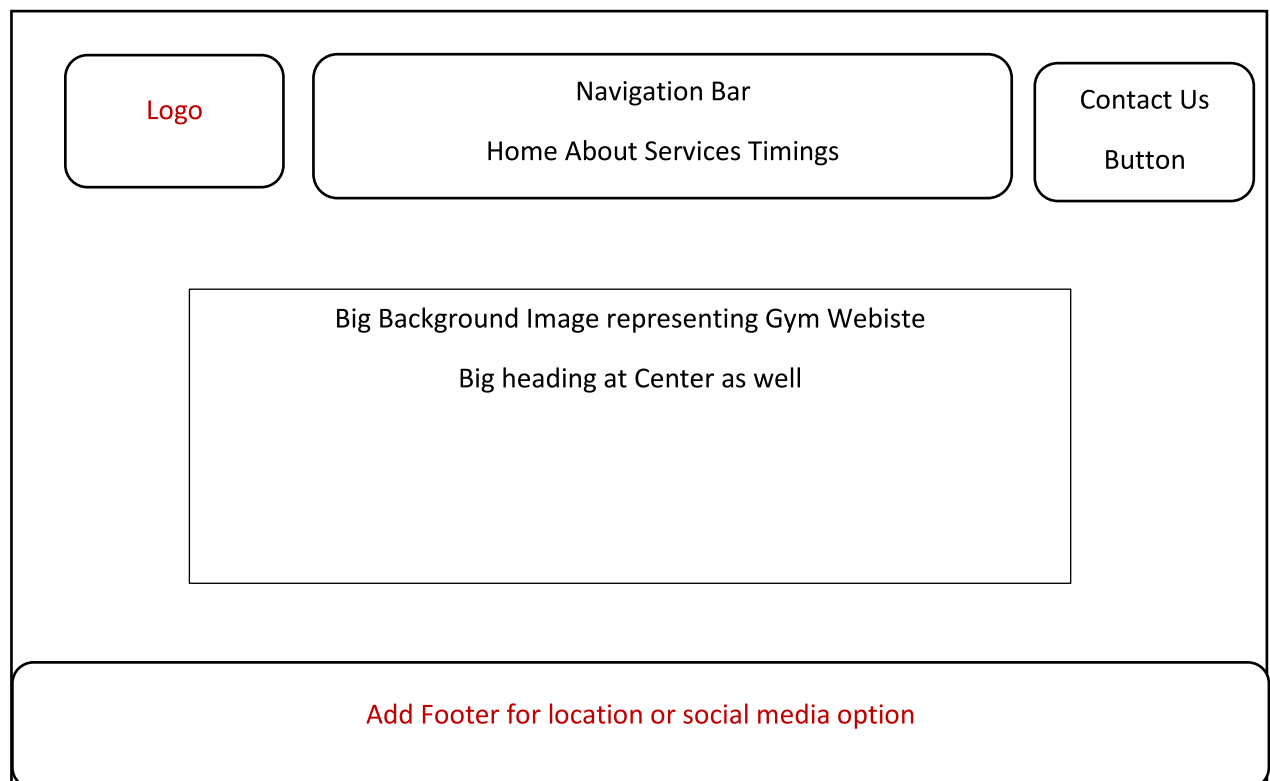 Logo
Navigation Bar
Home About Services Timings
Contact Us
Button
Big Background Image representing Gym Webiste
Big heading at Center as well
Add Footer for location or social media option